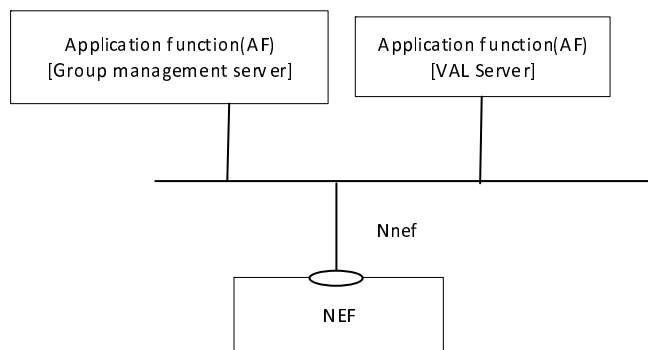 Application function(AF)
[Group management server]
Application function(AF)
[VAL Server]
Nnef
NEF